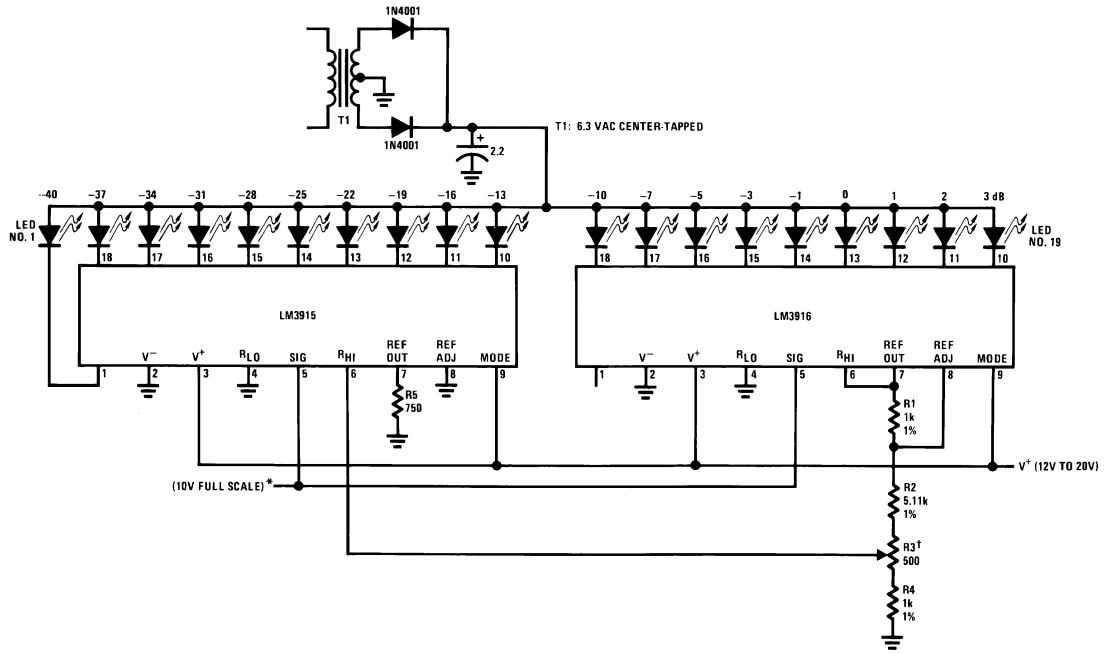 1N4001
T1
1N4001
T1: 6.3 VAC CENTER-TAPPED
+
2.2
–40 –37 –34 –31 –28 –25 –22 –19 –16 –13 –10 –7 –5 –3 –1 0 1 2 3 dB
LED
NO. 1
LED
NO. 19
18 17 16 15 14 13 12 11 10 18 17 16 15 14 13 12 11 10
LM3915
LM3916
V– V+ RLO SIG RHI REF OUT REF ADJ MODE
1 2 3 4 5 6 7 8 9
V– V+ RLO SIG RHI REF OUT REF ADJ MODE
1 2 3 4 5 6 7 8 9
R5
750
R1
1k
1%
V+ (12V TO 20V)
(10V FULL SCALE)*
R2
5.11k
1%
R3†
500
R4
1k
1%